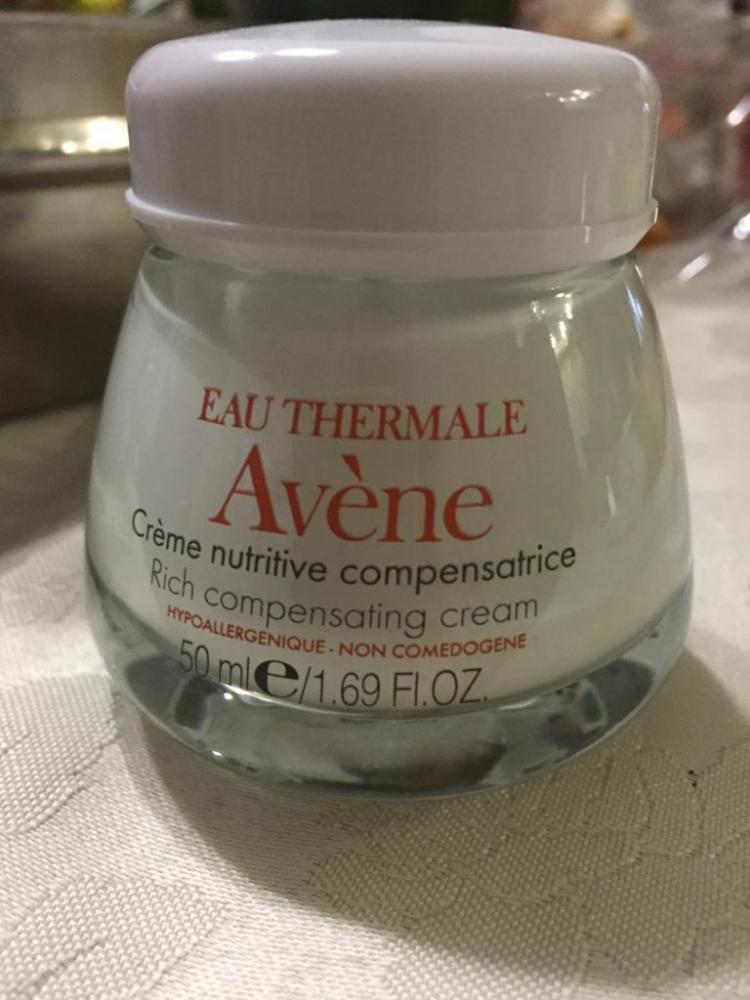 EAU THERMALE
Avène
Crème nutritive compensatrice
Rich compensating cream
HYPOALLERGENIQUE - NON COMEDOGENE
50 ml e/1.69 Fl.OZ.